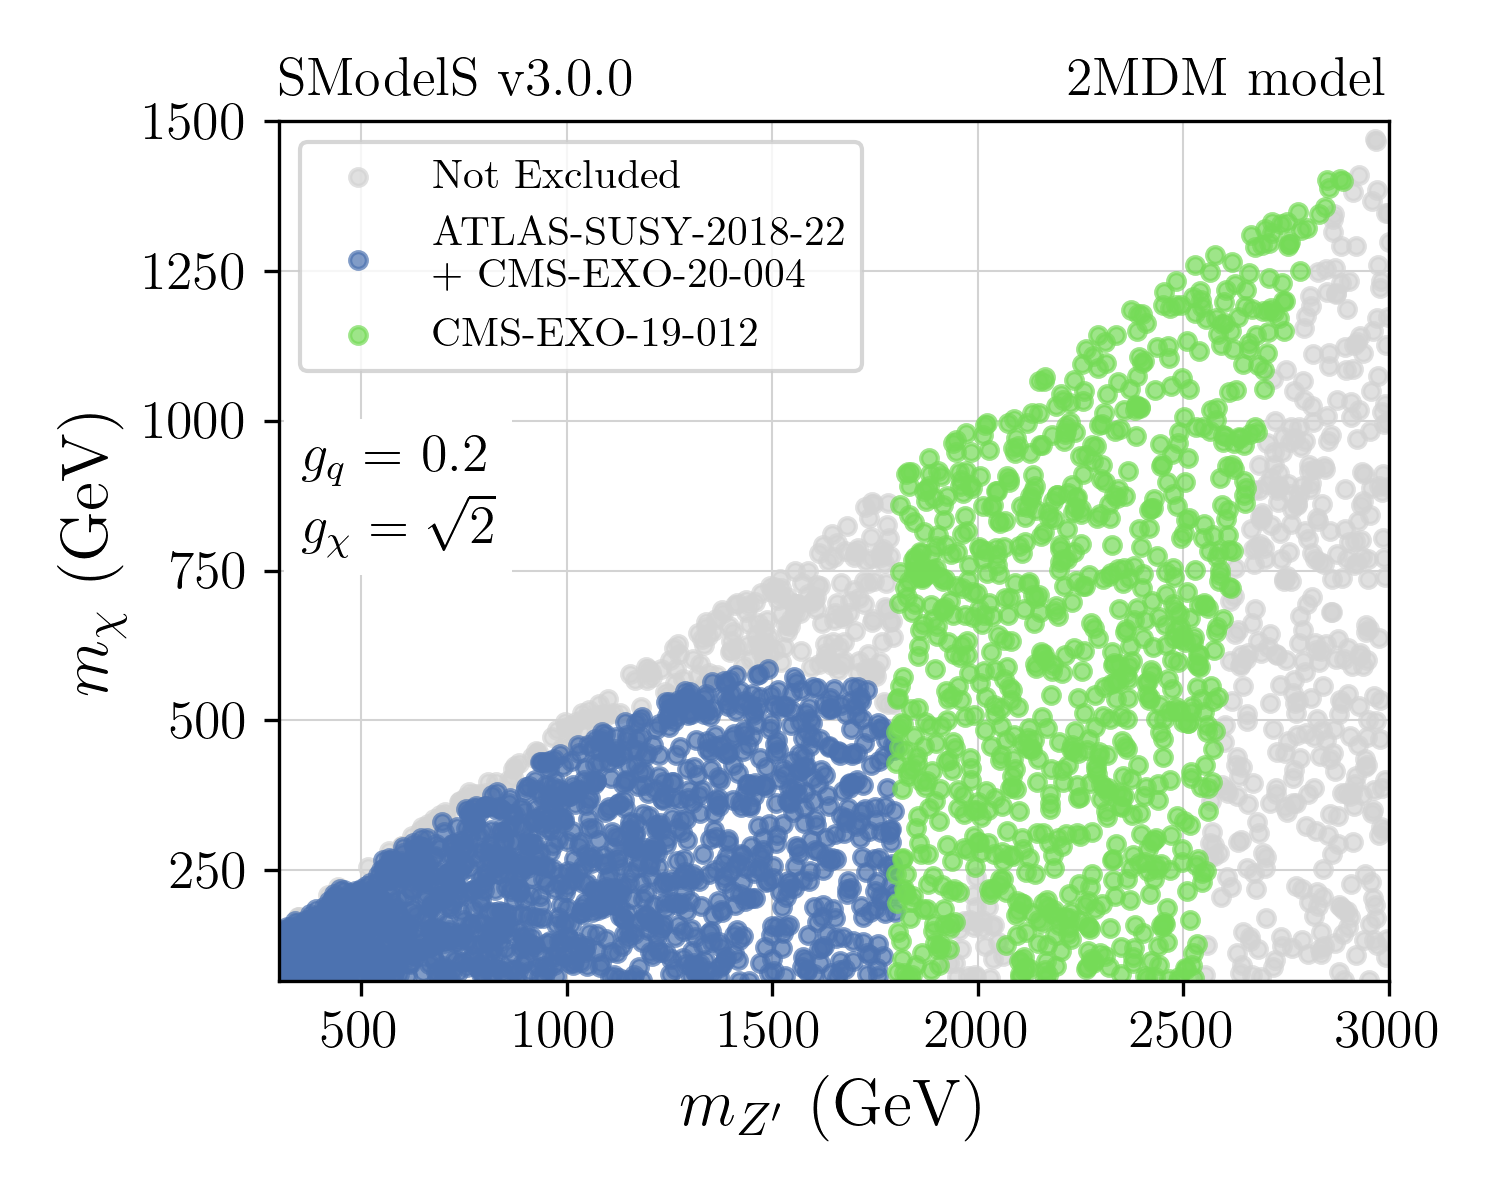 SModelS v3.0.0
2MDM model
1500
1250
1000
750
500
250
Not Excluded
ATLAS-SUSY-2018-22
+ CMS-EXO-20-004
CMS-EXO-19-012
g_q = 0.2
g_χ = √2
m_χ (GeV)
500 1000 1500 2000 2500 3000
m_Z′ (GeV)